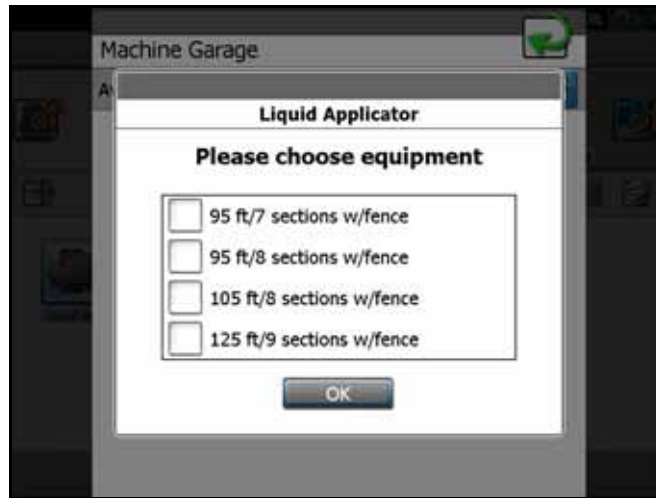 Machine Garage
Liquid Applicator
Please choose equipment
95 ft/7 sections w/fence
95 ft/8 sections w/fence
105 ft/8 sections w/fence
125 ft/9 sections w/fence
OK